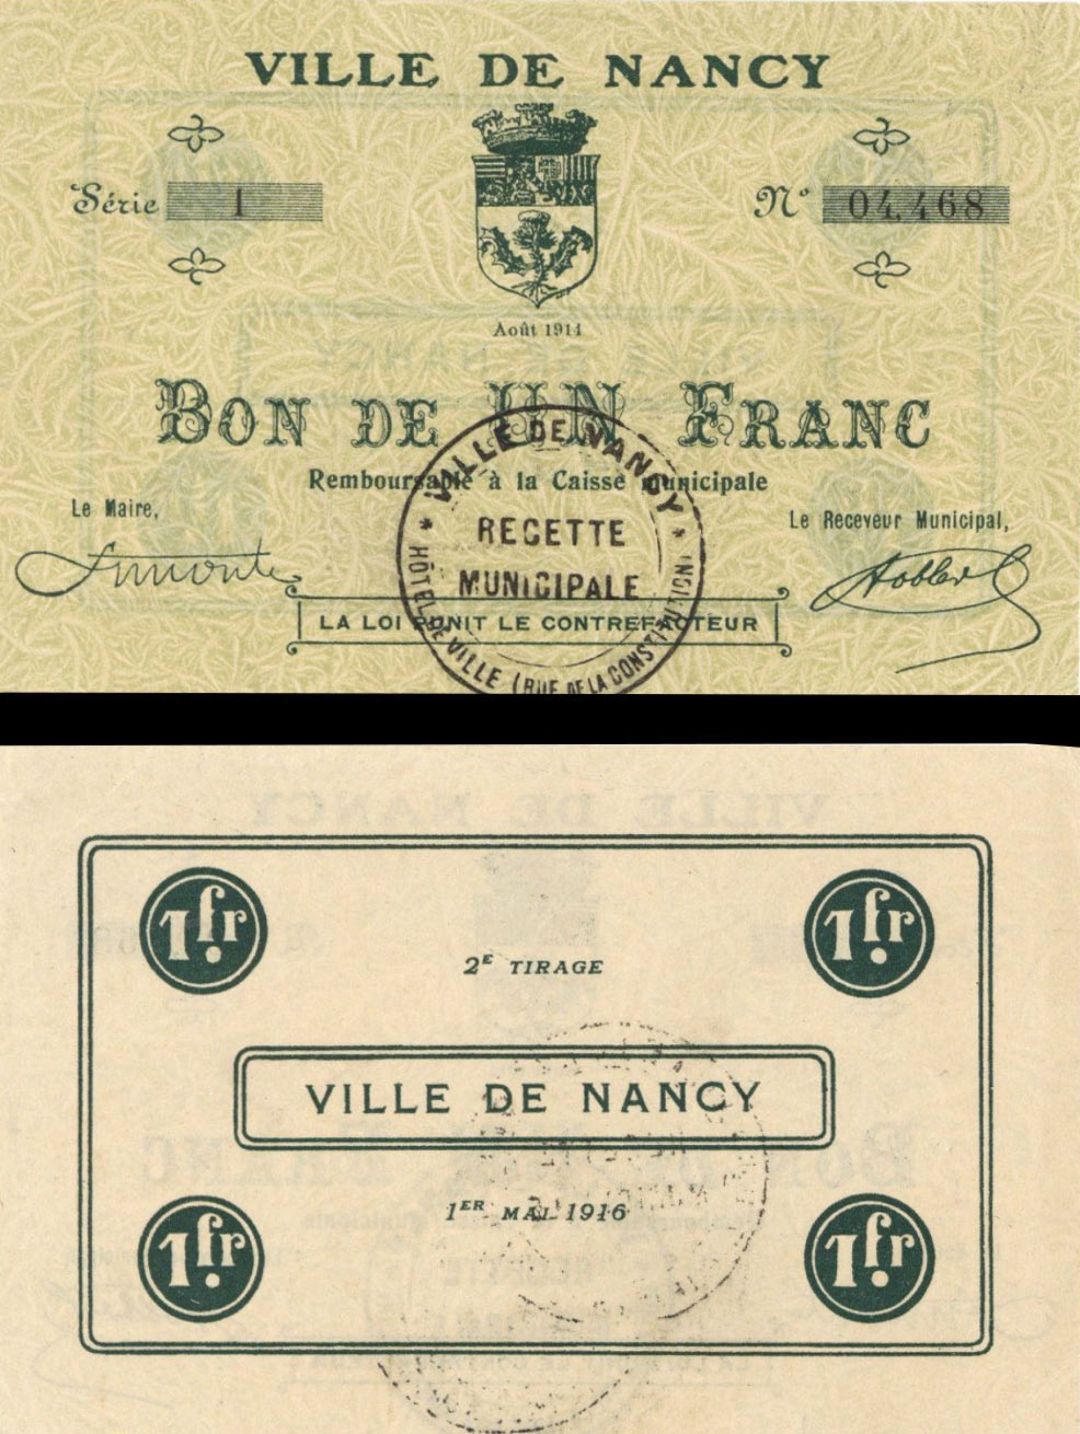 VILLE DE NANCY
Série 1
Nº 04,468
Août 1914
BON DE UN FRANC
Remboursable à la Caisse municipale
Le Maire,
Le Receveur Municipal,
LA LOI PUNIT LE CONTREFACTEUR
* VILLE DE NANCY *
RECETTE
MUNICIPALE
HÔTEL DE VILLE (RUE DE LA CONSTITUTION)
1fr
1fr
2E TIRAGE
VILLE DE NANCY
1ER MAI 1916
1fr
1fr